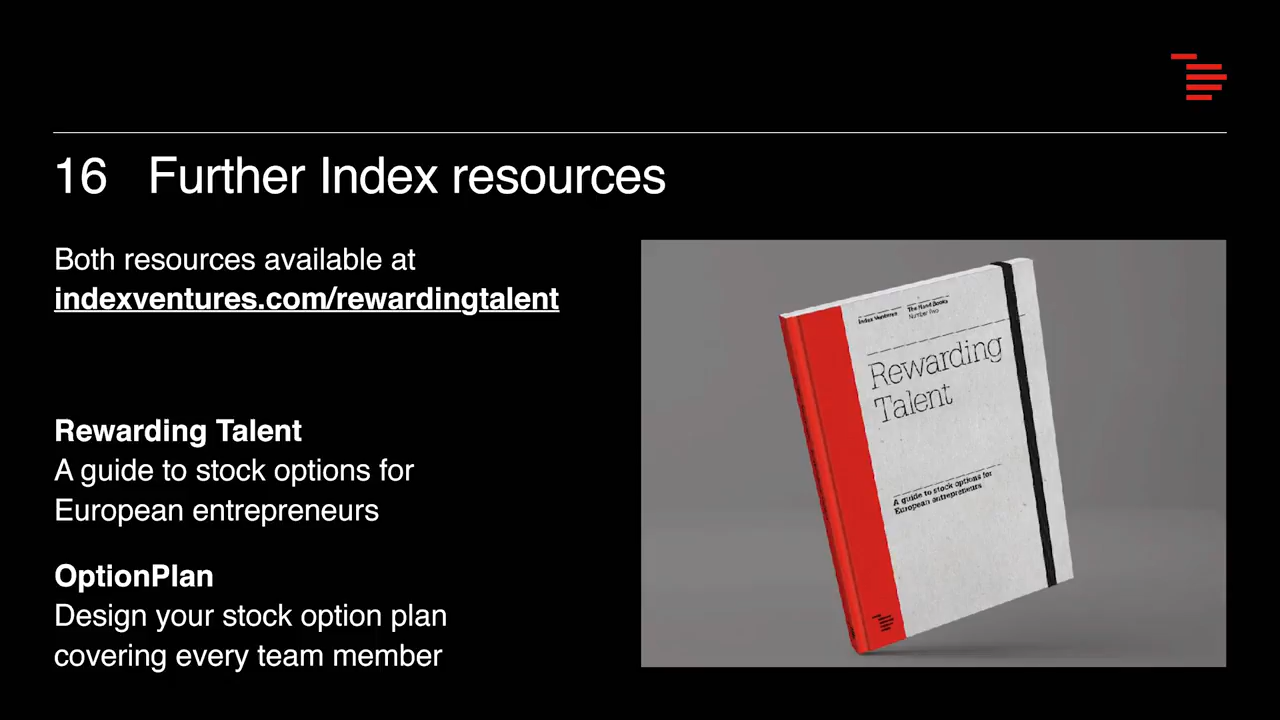 16 Further Index resources
Both resources available at
indexventures.com/rewardingtalent
Rewarding Talent
A guide to stock options for
European entrepreneurs
OptionPlan
Design your stock option plan
covering every team member
Index Ventures
The Hand Books
Number Two
Rewarding
Talent
A guide to stock options for
European entrepreneurs